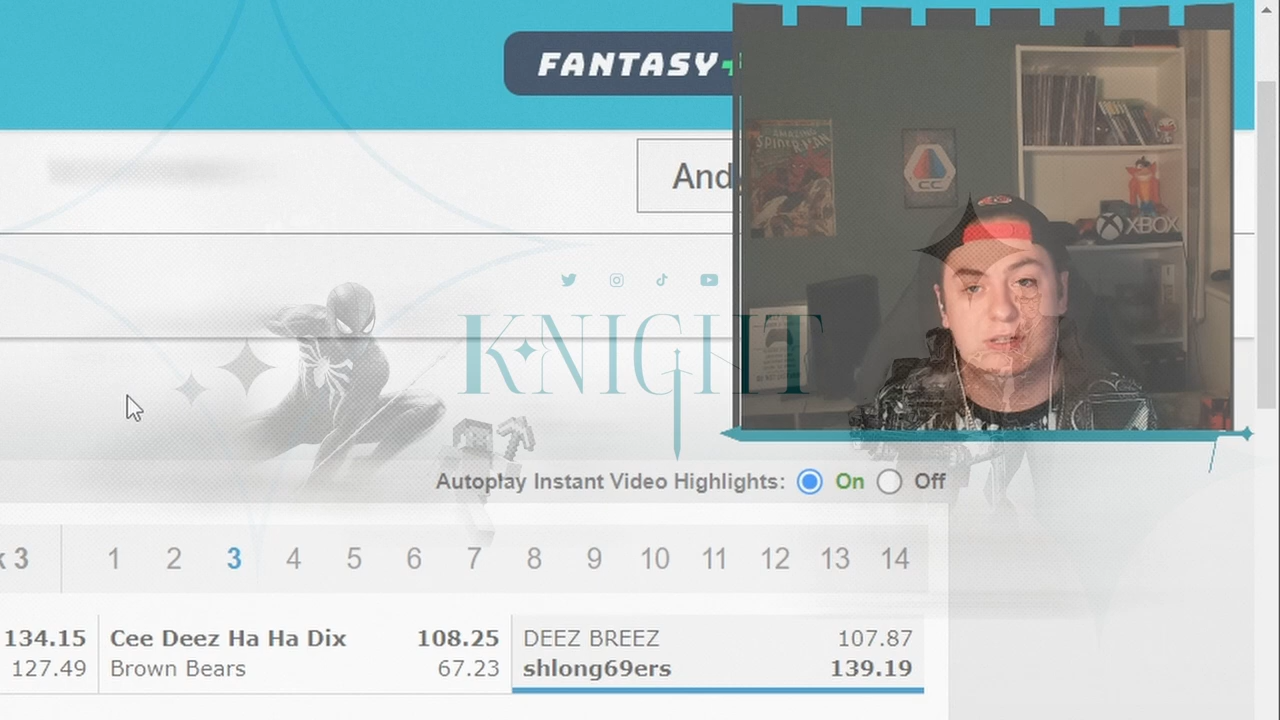 FANTASY+
AMAZING
SPIDER-MAN
CC
And
XBOX
KNIGHT
Autoplay Instant Video Highlights: On Off
k 3 1 2 3 4 5 6 7 8 9 10 11 12 13 14
134.15 Cee Deez Ha Ha Dix 108.25 DEEZ BREEZ 107.87
127.49 Brown Bears 67.23 shlong69ers 139.19